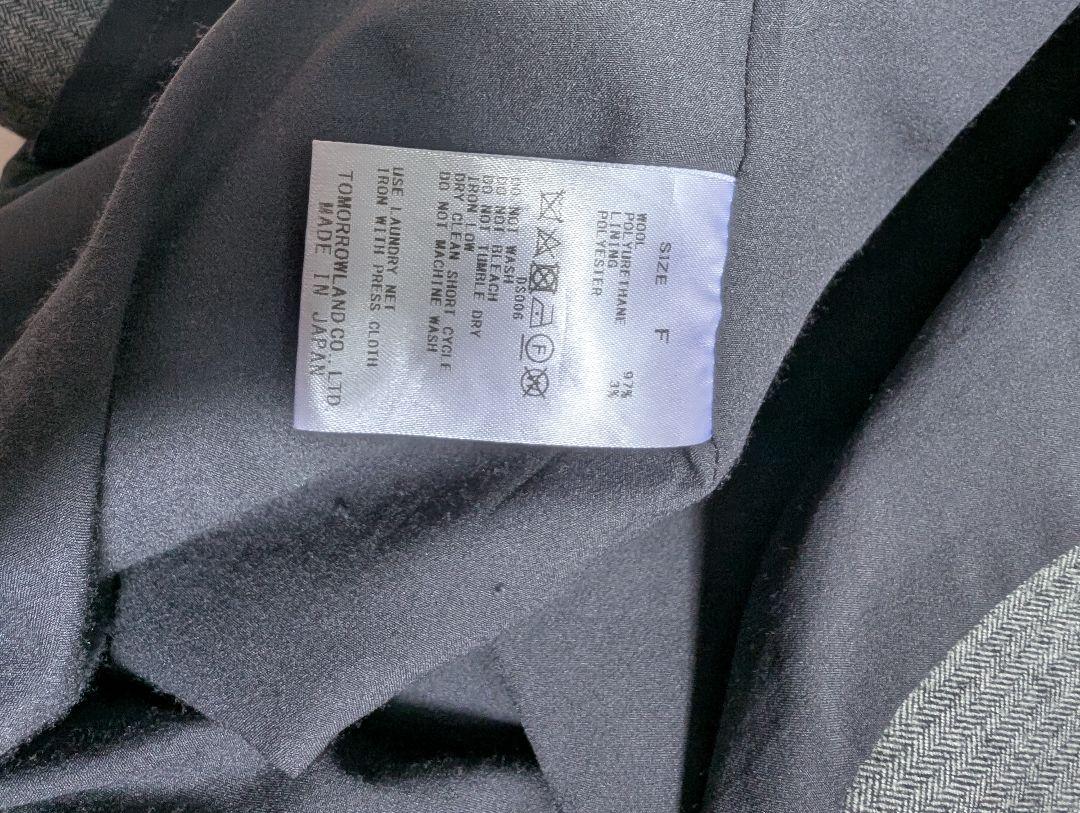 SIZE F
WOOL 97%
POLYURETHANE 3%
LINING
POLYESTER
F
DS006
DO NOT WASH
DO NOT BLEACH
DO NOT TUMBLE DRY
IRON LOW
DRY CLEAN SHORT CYCLE
DO NOT MACHINE WASH
USE LAUNDRY NET
IRON WITH PRESS CLOTH
TOMORROWLAND CO., LTD.
MADE IN JAPAN